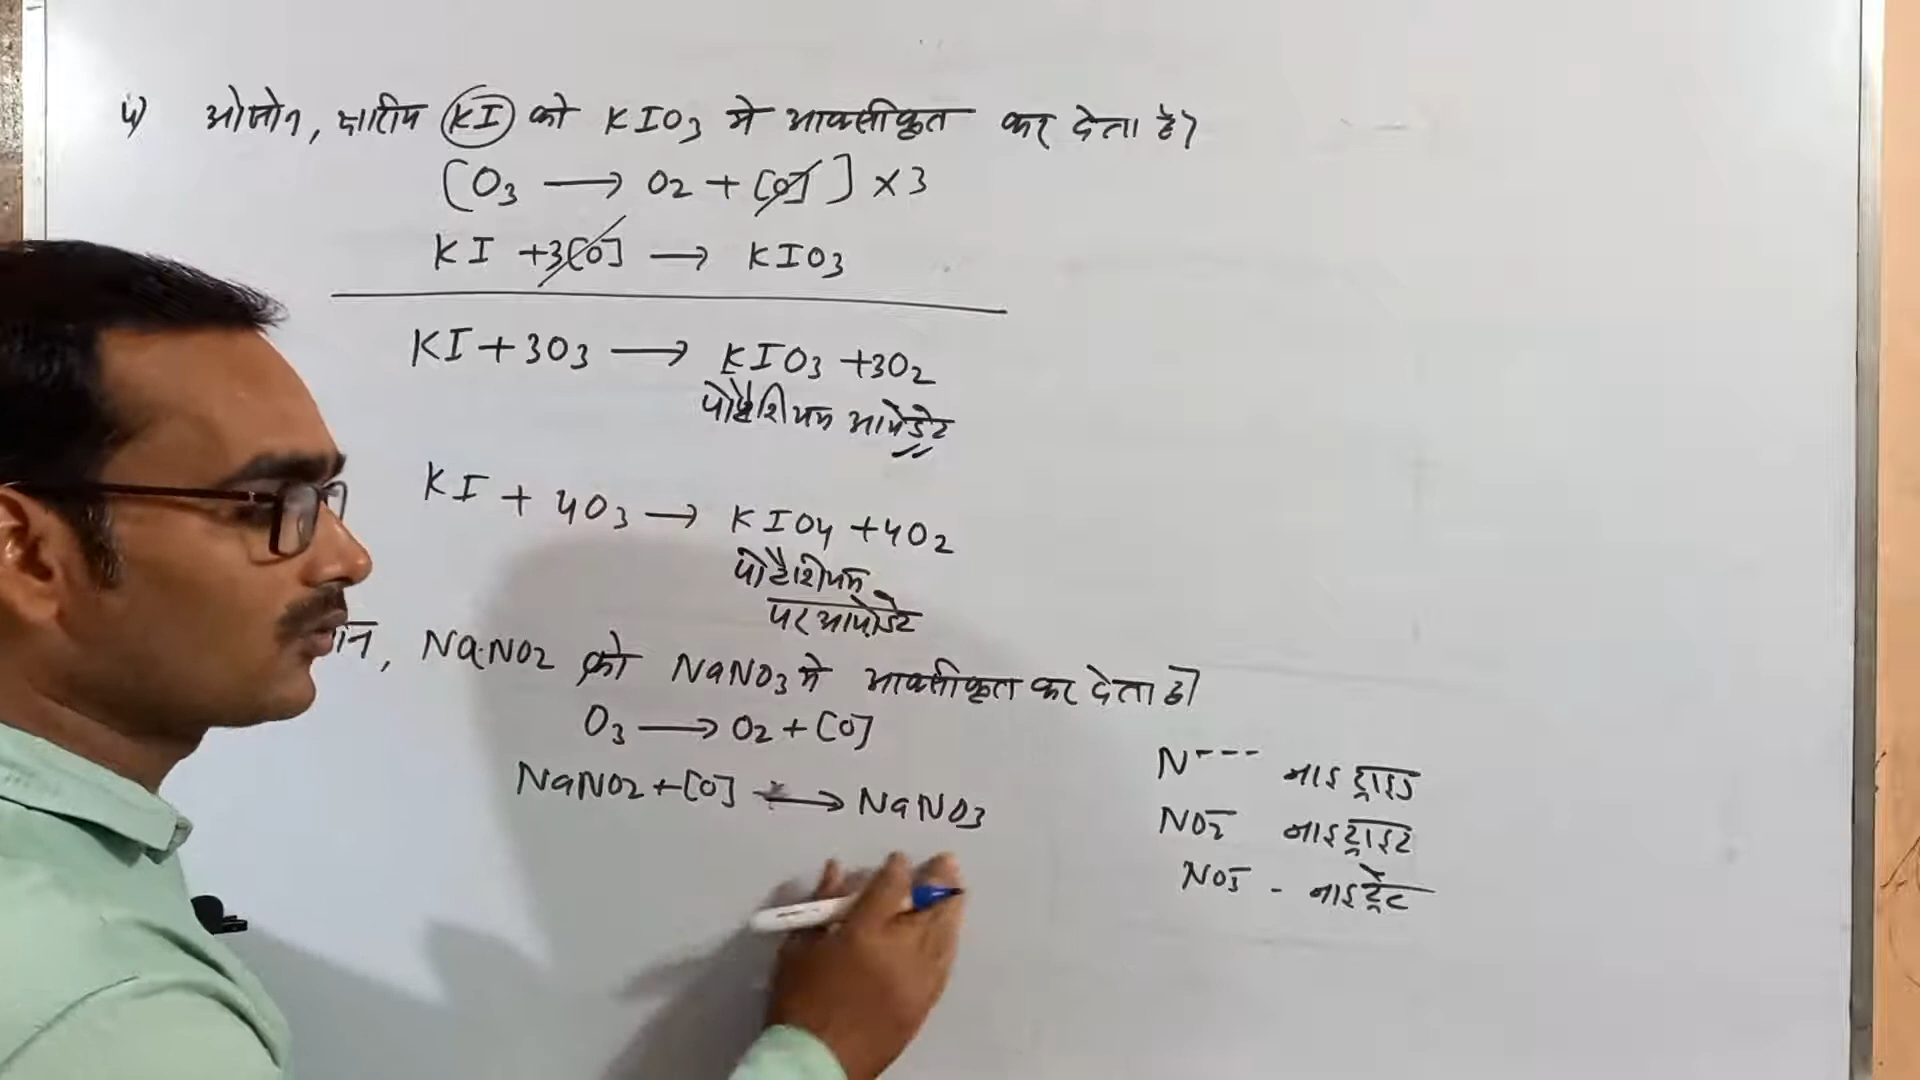 4) ओजोन, क्षारीय KI को KIO3 मे आक्सीकृत कर देता है।
[O3 → O2 + [O] ] × 3
KI + 3[O] → KIO3
KI + 3O3 → KIO3 + 3O2
पोटैशियम आयोडेट
KI + 4O3 → KIO4 + 4O2
पोटैशियम
परआयोडेट
ोन, NaNO2 को NaNO3 मे आक्सीकृत कर देता है।
O3 → O2 + [O]
NaNO2 + [O] → NaNO3
N--- नाइट्राइड
NO2- नाइट्राइट
NO3- - नाइट्रेट